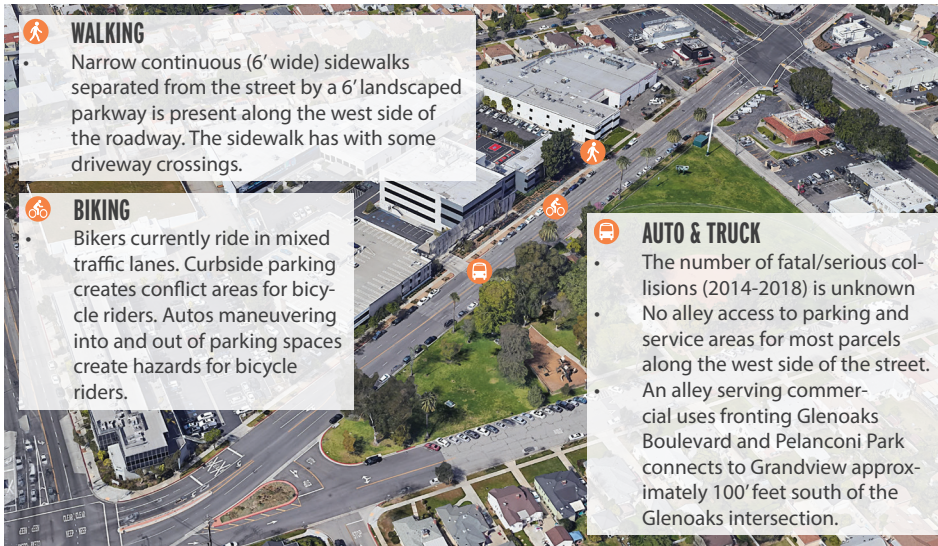 WALKING
• Narrow continuous (6’ wide) sidewalks
separated from the street by a 6’ landscaped
parkway is present along the west side of
the roadway. The sidewalk has with some
driveway crossings.
BIKING
• Bikers currently ride in mixed
traffic lanes. Curbside parking
creates conflict areas for bicy-
cle riders. Autos maneuvering
into and out of parking spaces
create hazards for bicycle
riders.
AUTO & TRUCK
• The number of fatal/serious col-
lisions (2014-2018) is unknown
• No alley access to parking and
service areas for most parcels
along the west side of the street.
• An alley serving commer-
cial uses fronting Glenoaks
Boulevard and Pelanconi Park
connects to Grandview approx-
imately 100’ feet south of the
Glenoaks intersection.